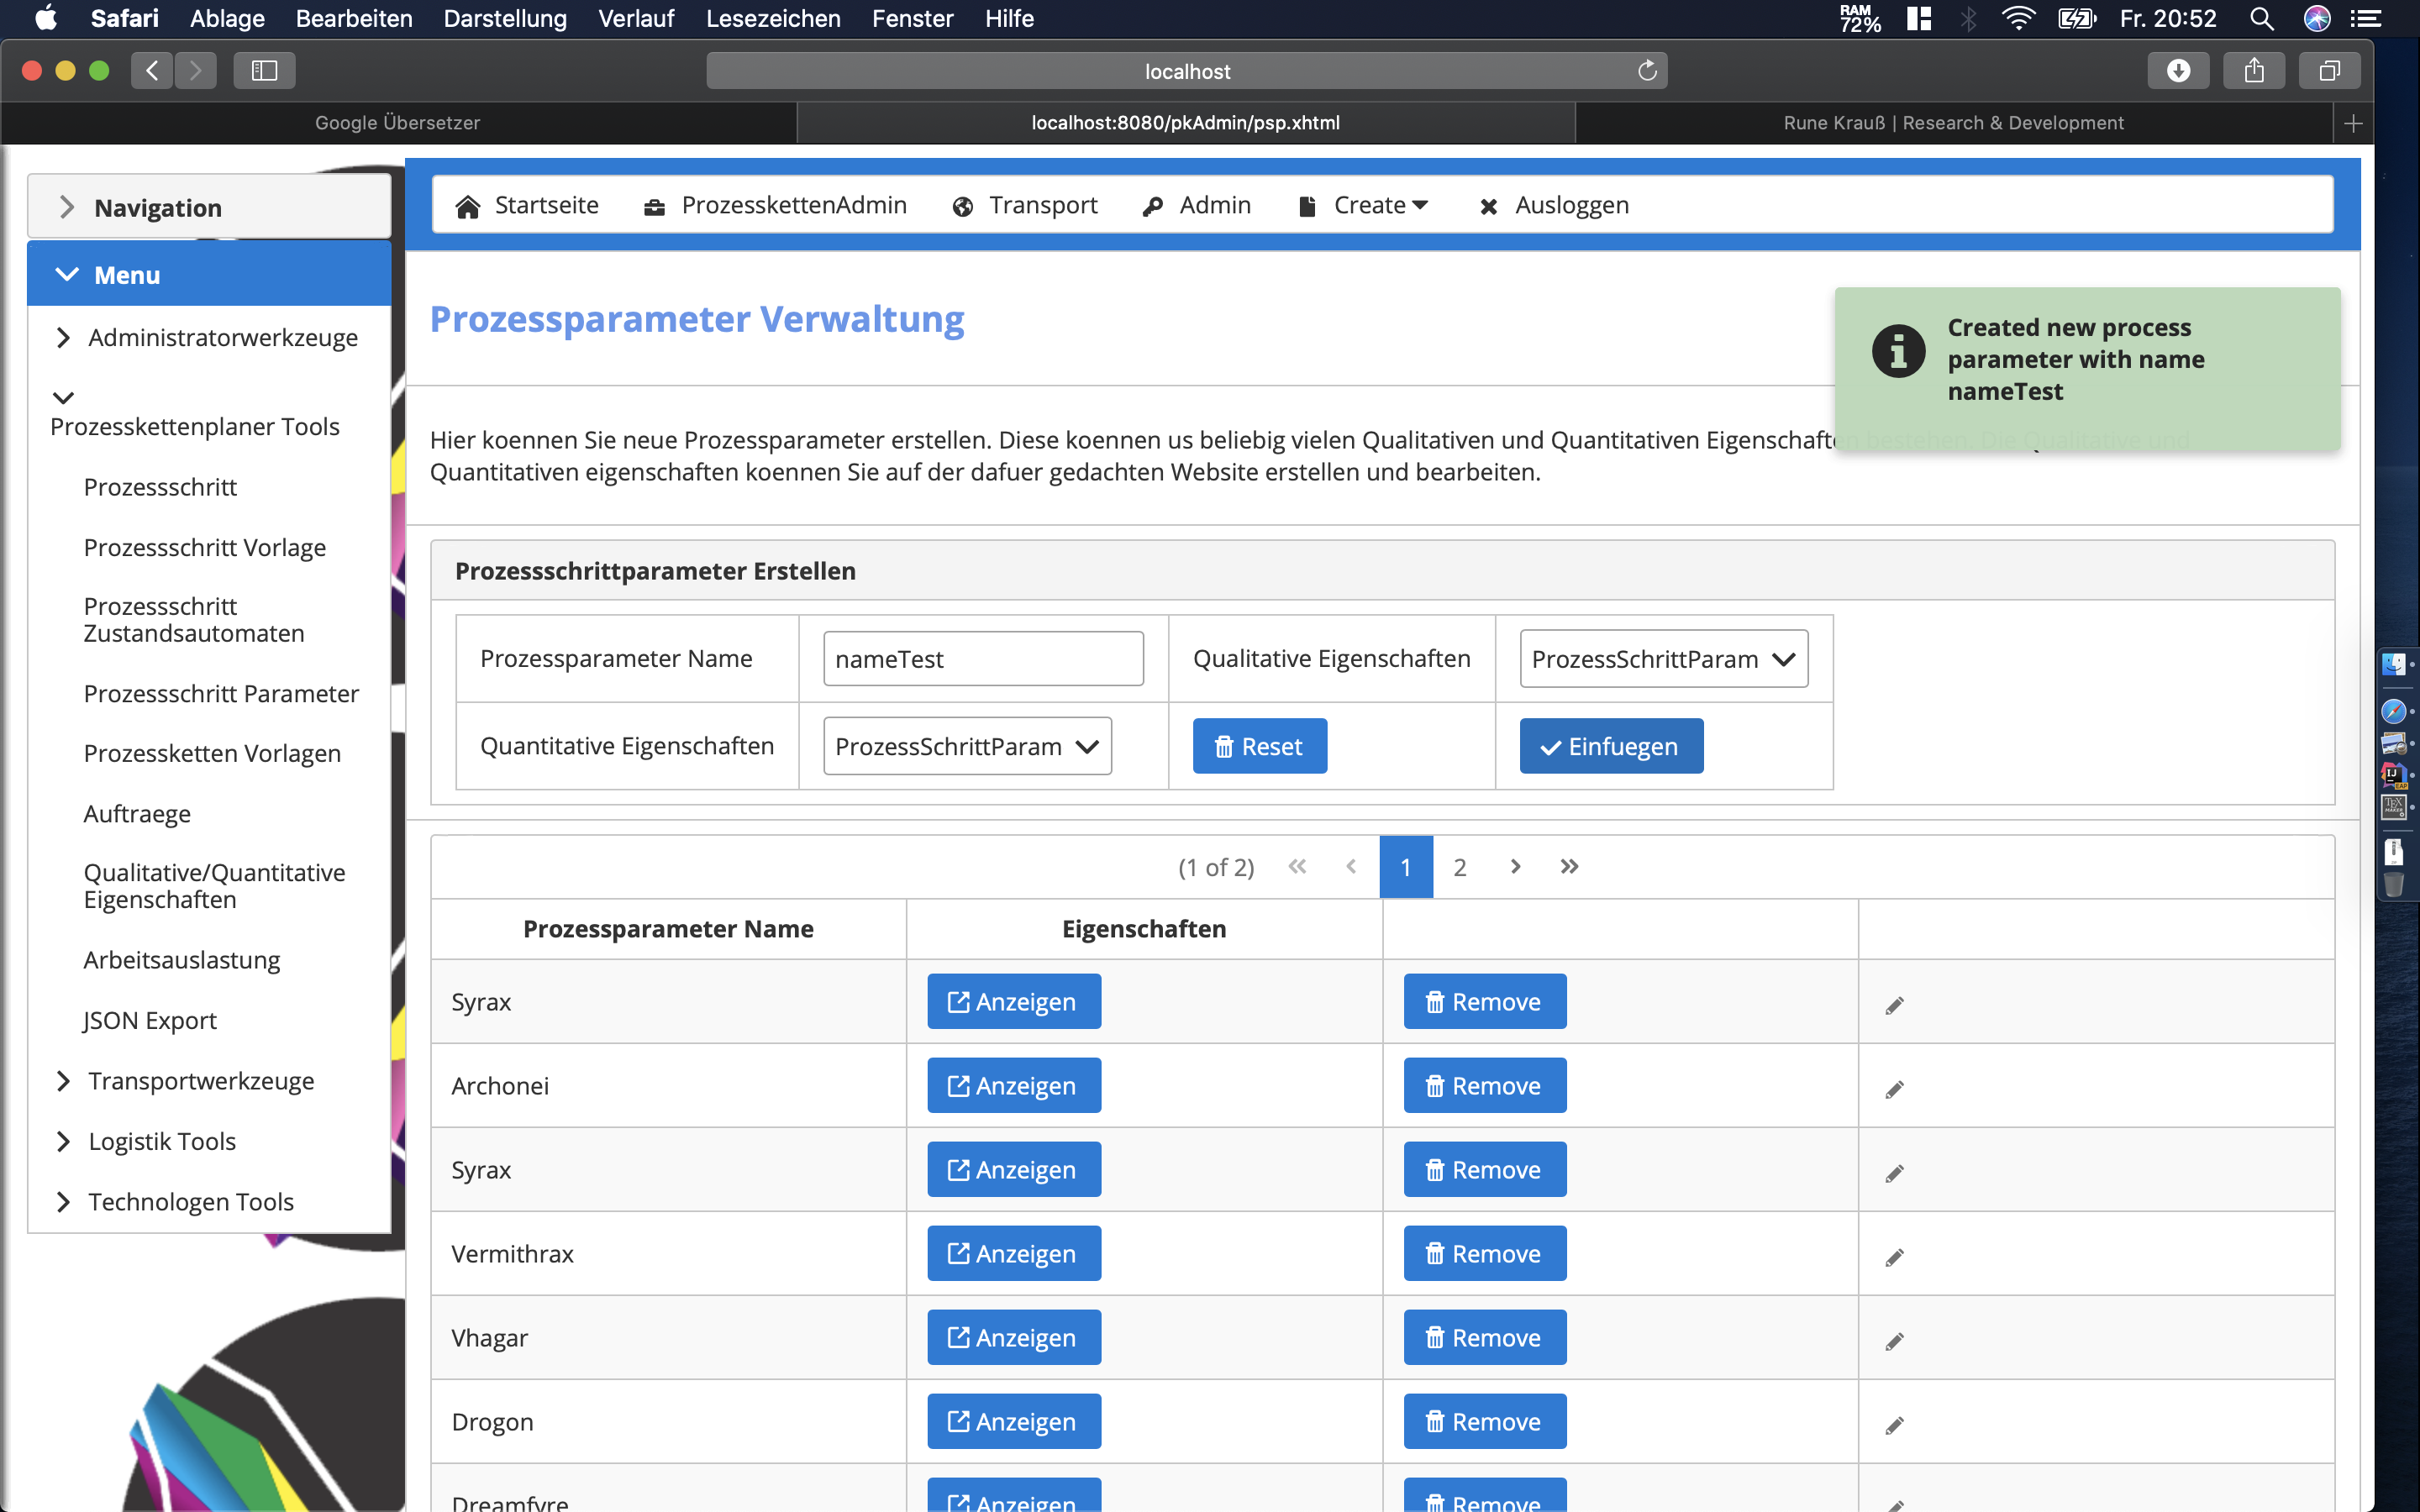 Safari Ablage Bearbeiten Darstellung Verlauf Lesezeichen Fenster Hilfe RAM 72% Fr. 20:52
localhost
Google Übersetzer localhost:8080/pkAdmin/psp.xhtml Rune Krauß | Research & Development
Navigation
Menu
Administratorwerkzeuge
Prozesskettenplaner Tools
Prozessschritt
Prozessschritt Vorlage
Prozessschritt
Zustandsautomaten
Prozessschritt Parameter
Prozessketten Vorlagen
Auftraege
Qualitative/Quantitative
Eigenschaften
Arbeitsauslastung
JSON Export
Transportwerkzeuge
Logistik Tools
Technologen Tools
Startseite ProzesskettenAdmin Transport Admin Create Ausloggen
Prozessparameter Verwaltung
Created new process
parameter with name
nameTest
Hier koennen Sie neue Prozessparameter erstellen. Diese koennen us beliebig vielen Qualitativen und Quantitativen Eigenschaften bestehen. Die Qualitative und
Quantitativen eigenschaften koennen Sie auf der dafuer gedachten Website erstellen und bearbeiten.
Prozessschrittparameter Erstellen
Prozessparameter Name nameTest Qualitative Eigenschaften ProzessSchrittParam
Quantitative Eigenschaften ProzessSchrittParam Reset Einfuegen
(1 of 2) 1 2
Prozessparameter Name Eigenschaften
Syrax Anzeigen Remove
Archonei Anzeigen Remove
Syrax Anzeigen Remove
Vermithrax Anzeigen Remove
Vhagar Anzeigen Remove
Drogon Anzeigen Remove
Dreamfyre Anzeigen Remove